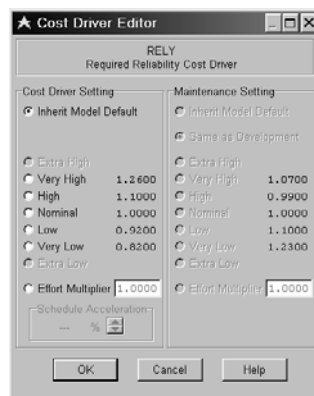 Cost Driver Editor
RELY
Required Reliability Cost Driver
Cost Driver Setting
Inherit Model Default
Extra High
Very High 1.2600
High 1.1000
Nominal 1.0000
Low 0.9200
Very Low 0.8200
Extra Low
Effort Multiplier 1.0000
Schedule Acceleration
--- %
Maintenance Setting
Inherit Model Default
Same as Development
Extra High
Very High 1.0700
High 0.9900
Nominal 1.0000
Low 1.1000
Very Low 1.2300
Extra Low
Effort Multiplier 1.0000
OK Cancel Help